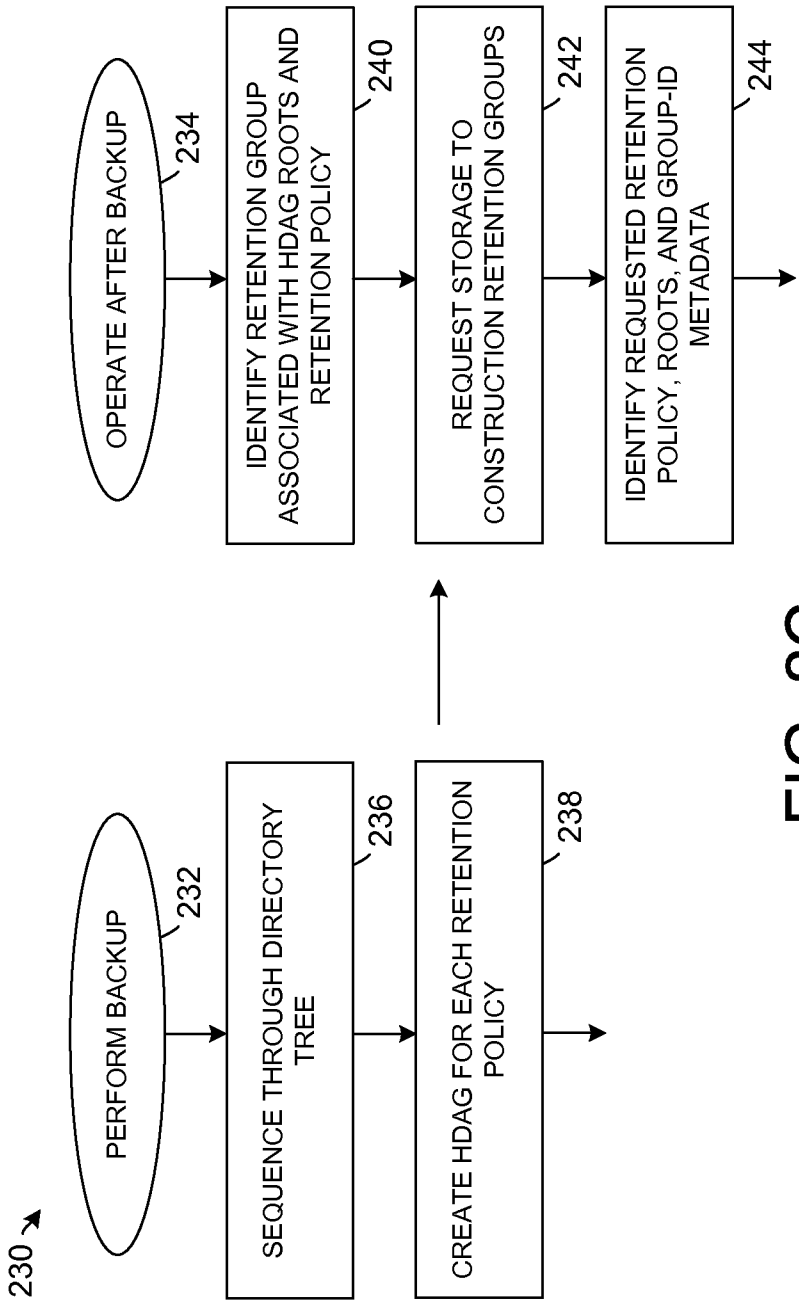 230
PERFORM BACKUP
232
SEQUENCE THROUGH DIRECTORY
TREE
236
CREATE HDAG FOR EACH RETENTION
POLICY
238
OPERATE AFTER BACKUP
234
IDENTIFY RETENTION GROUP
ASSOCIATED WITH HDAG ROOTS AND
RETENTION POLICY
240
REQUEST STORAGE TO
CONSTRUCTION RETENTION GROUPS
242
IDENTIFY REQUESTED RETENTION
POLICY, ROOTS, AND GROUP-ID
METADATA
244
FIG.